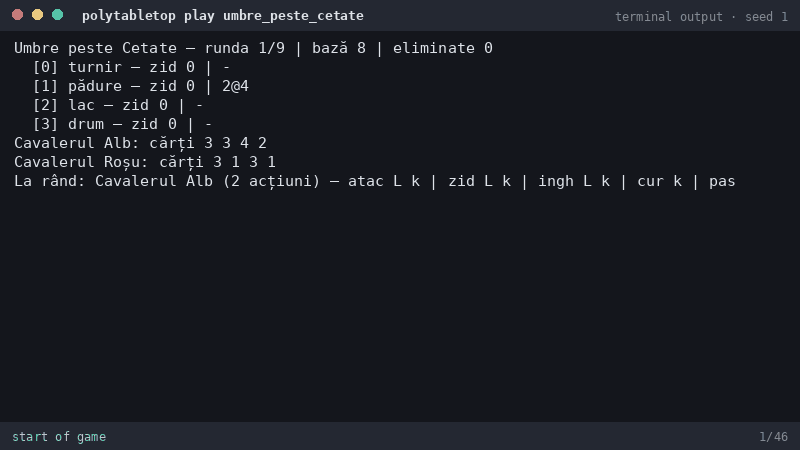 polytabletop play umbre_peste_cetate
terminal output · seed 1
Umbre peste Cetate — runda 1/9 | bază 8 | eliminate 0
[0] turnir — zid 0 | -
[1] pădure — zid 0 | 2@4
[2] lac — zid 0 | -
[3] drum — zid 0 | -
Cavalerul Alb: cărți 3 3 4 2
Cavalerul Roșu: cărți 3 1 3 1
La rând: Cavalerul Alb (2 acțiuni) — atac L k | zid L k | ingh L k | cur k | pas
start of game
1/46